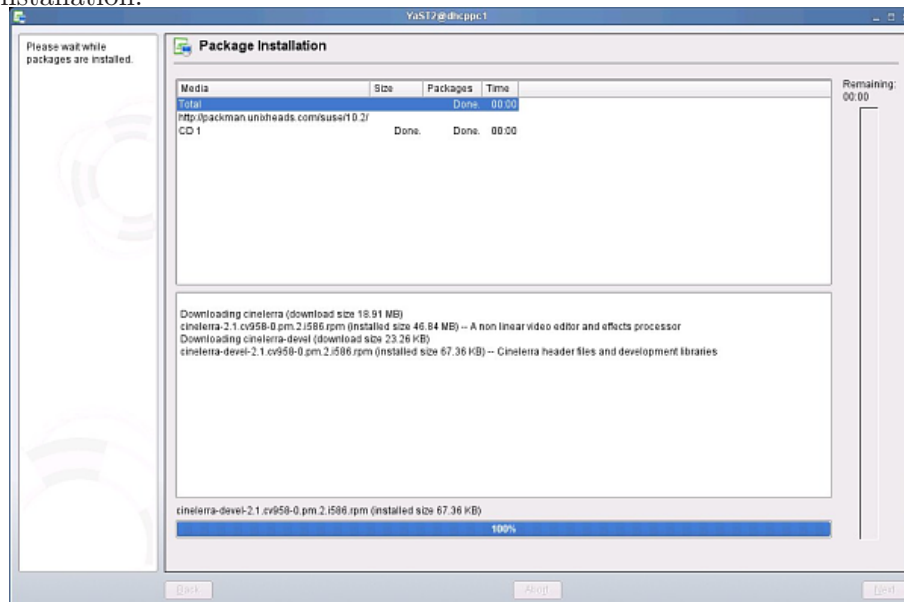 nstallation.
YaST2@dhcppc1
Please wait while
packages are installed.
Package Installation
Media Size Packages Time
Total Done. 00:00
http://packman.unixheads.com/suse/10.2/
CD 1 Done. Done. 00:00
Remaining:
00:00
Downloading cinelerra (download size 18.91 MB)
cinelerra-2.1.cv958-0.pm.2.i586.rpm (installed size 46.84 MB) -- A non linear video editor and effects processor
Downloading cinelerra-devel (download size 23.26 KB)
cinelerra-devel-2.1.cv958-0.pm.2.i586.rpm (installed size 67.36 KB) -- Cinelerra header files and development libraries
cinelerra-devel-2.1.cv958-0.pm.2.i586.rpm (installed size 67.36 KB)
100%
Back Abort Next